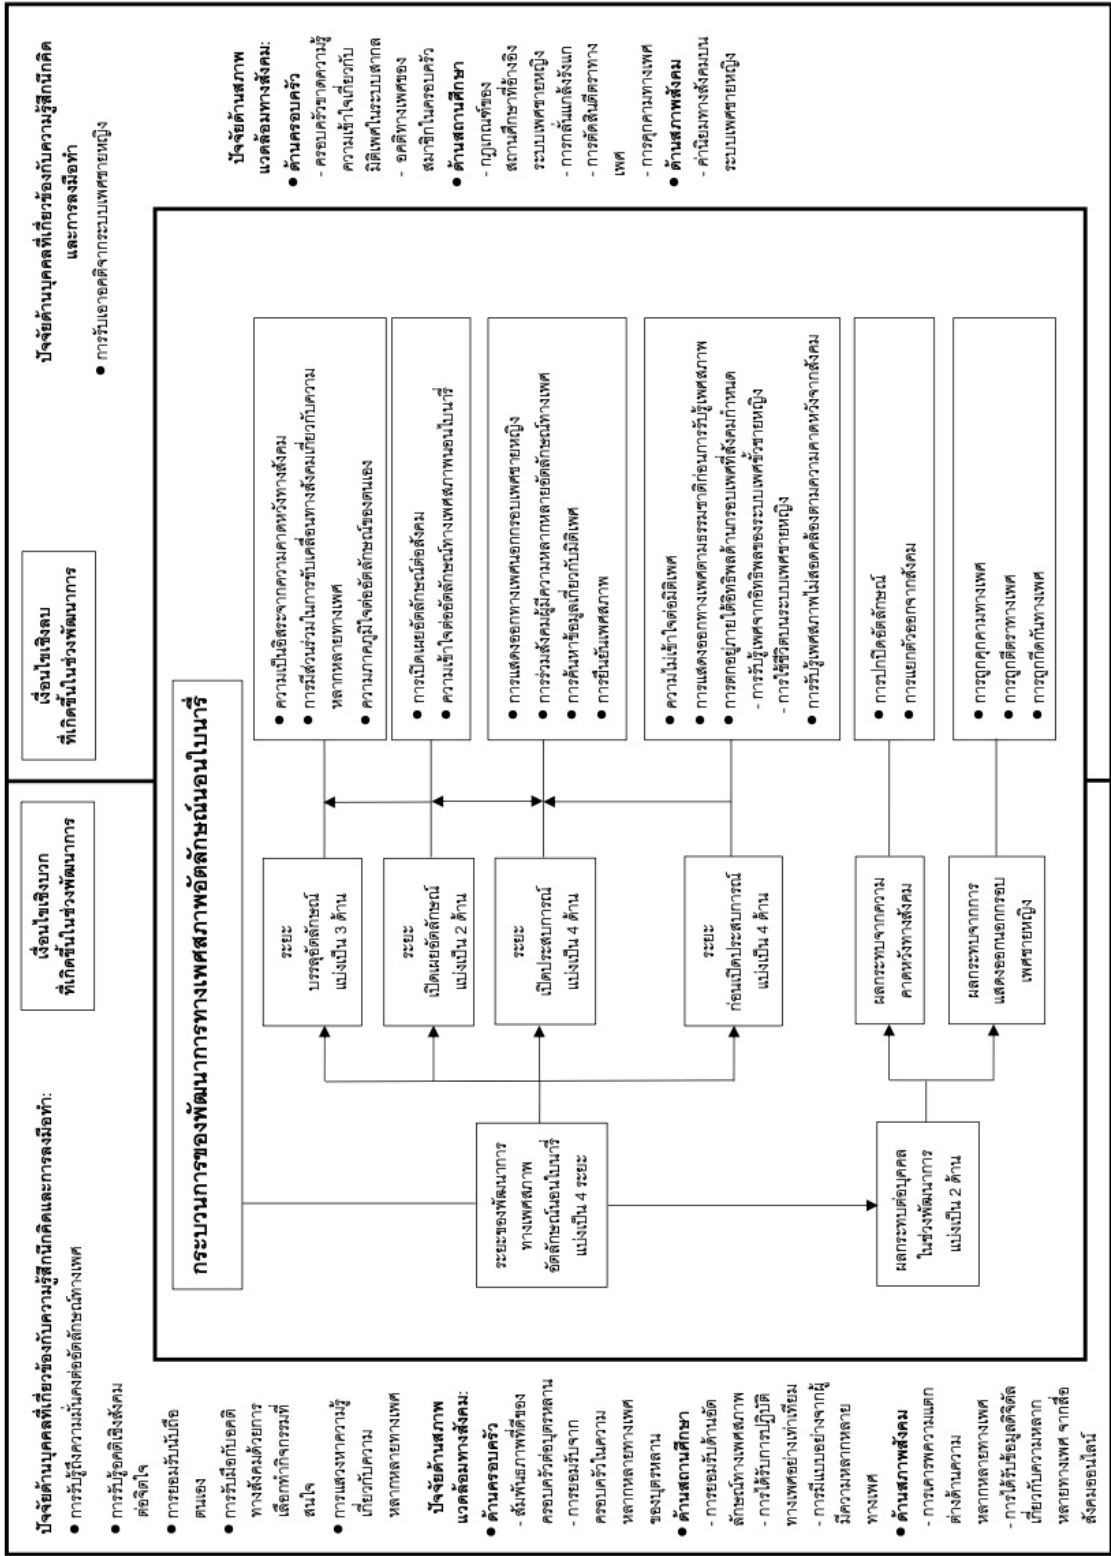 ปัจจัยด้านบุคคลที่เกี่ยวข้องกับความรู้สึกนึกคิดและการลงมือทำ:
● การรับรู้ถึงความมั่นคงต่ออัตลักษณ์ทางเพศ
● การรับรู้อคติเชิงสังคม
ต่อจิตใจ
● การยอมรับนับถือ
ตนเอง
● การรับมือกับอคติ
ทางสังคมด้วยการ
เลือกทำกิจกรรมที่
สนใจ
● การแสวงหาความรู้
เกี่ยวกับความ
หลากหลายทางเพศ
ปัจจัยด้านสภาพ
แวดล้อมทางสังคม:
● ด้านครอบครัว
- สัมพันธภาพที่ดีของ
ครอบครัวต่อบุตรหลาน
- การยอมรับจาก
ครอบครัวในความ
หลากหลายทางเพศ
ของบุตรหลาน
● ด้านสถานศึกษา
- การยอมรับด้านอัต
ลักษณ์ทางเพศสภาพ
- การได้รับการปฏิบัติ
ทางเพศอย่างเท่าเทียม
- การมีแบบอย่างจากผู้
มีความหลากหลาย
ทางเพศ
● ด้านสภาพสังคม
- การเคารพความแตก
ต่างด้านความ
หลากหลายทางเพศ
- การได้รับข้อมูลดิจิตัล
เกี่ยวกับความหลาก
หลายทางเพศ จากสื่อ
สังคมออนไลน์
เงื่อนไขเชิงบวก
ที่เกิดขึ้นในช่วงพัฒนาการ
เงื่อนไขเชิงลบ
ที่เกิดขึ้นในช่วงพัฒนาการ
ปัจจัยด้านบุคคลที่เกี่ยวข้องกับความรู้สึกนึกคิด
และการลงมือทำ
● การรับเอาอคติจากระบบเพศชายหญิง
ปัจจัยด้านสภาพ
แวดล้อมทางสังคม:
● ด้านครอบครัว
- ครอบครัวขาดความรู้
ความเข้าใจเกี่ยวกับ
มิติเพศในระบบสากล
- อคติทางเพศของ
สมาชิกในครอบครัว
● ด้านสถานศึกษา
- กฎเกณฑ์ของ
สถานศึกษาที่อ้างอิง
ระบบเพศชายหญิง
- การกลั่นแกล้งรังแก
- การตัดสินตีตราทาง
เพศ
- การคุกคามทางเพศ
● ด้านสภาพสังคม
- ค่านิยมทางสังคมบน
ระบบเพศชายหญิง
กระบวนการของพัฒนาการทางเพศสภาพอัตลักษณ์นอนไบนารี่
ระยะของพัฒนาการ
ทางเพศสภาพ
อัตลักษณ์นอนไบนารี่
แบ่งเป็น 4 ระยะ
ระยะ
บรรลุอัตลักษณ์
แบ่งเป็น 3 ด้าน
● ความเป็นอิสระจากความคาดหวังทางสังคม
● การมีส่วนร่วมในการขับเคลื่อนทางสังคมเกี่ยวกับความ
หลากหลายทางเพศ
● ความภาคภูมิใจต่ออัตลักษณ์ของตนเอง
ระยะ
เปิดเผยอัตลักษณ์
แบ่งเป็น 2 ด้าน
● การเปิดเผยอัตลักษณ์ต่อสังคม
● ความเข้าใจต่ออัตลักษณ์ทางเพศสภาพนอนไบนารี่
ระยะ
เปิดประสบการณ์
แบ่งเป็น 4 ด้าน
● การแสดงออกทางเพศนอกกรอบเพศชายหญิง
● การร่วมสังคมผู้มีความหลากหลายอัตลักษณ์ทางเพศ
● การค้นหาข้อมูลเกี่ยวกับมิติเพศ
● การยืนยันเพศสภาพ
ระยะ
ก่อนเปิดประสบการณ์
แบ่งเป็น 4 ด้าน
● ความไม่เข้าใจต่อมิติเพศ
● การแสดงออกทางเพศตามธรรมชาติก่อนการรับรู้เพศสภาพ
● การตกอยู่ภายใต้อิทธิพลด้านกรอบเพศที่สังคมกำหนด
- การรับรู้เพศจากอิทธิพลของระบบเพศขั้วชายหญิง
- การใช้ชีวิตบนระบบเพศชายหญิง
● การรับรู้เพศสภาพไม่สอดคล้องตามความคาดหวังจากสังคม
ผลกระทบต่อบุคคล
ในช่วงพัฒนาการ
แบ่งเป็น 2 ด้าน
ผลกระทบจากความ
คาดหวังทางสังคม
● การปกปิดอัตลักษณ์
● การแยกตัวออกจากสังคม
ผลกระทบจากการ
แสดงออกนอกกรอบ
เพศชายหญิง
● การถูกคุกคามทางเพศ
● การถูกตีตราทางเพศ
● การถูกกีดกันทางเพศ